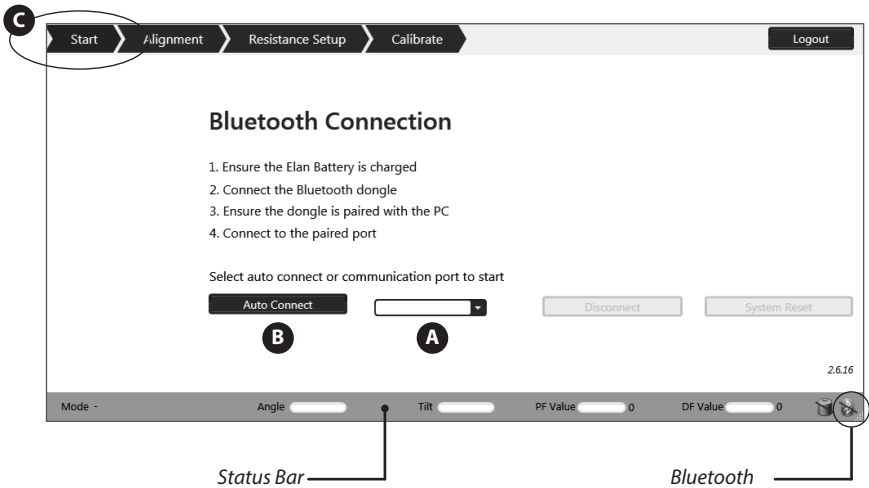 C
Start Alignment Resistance Setup Calibrate Logout
Bluetooth Connection
1. Ensure the Elan Battery is charged
2. Connect the Bluetooth dongle
3. Ensure the dongle is paired with the PC
4. Connect to the paired port
Select auto connect or communication port to start
Auto Connect Disconnect System Reset
B A
2.6.16
Mode - Angle Tilt PF Value 0 DF Value 0
Status Bar Bluetooth